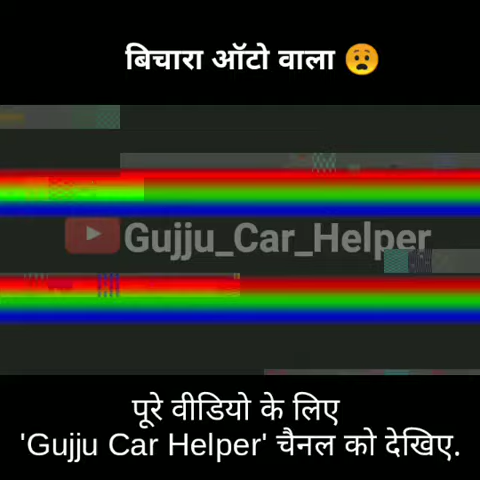 बिचारा ऑटो वाला 😧
Gujju_Car_Helper
पूरे वीडियो के लिए
'Gujju Car Helper' चैनल को देखिए.